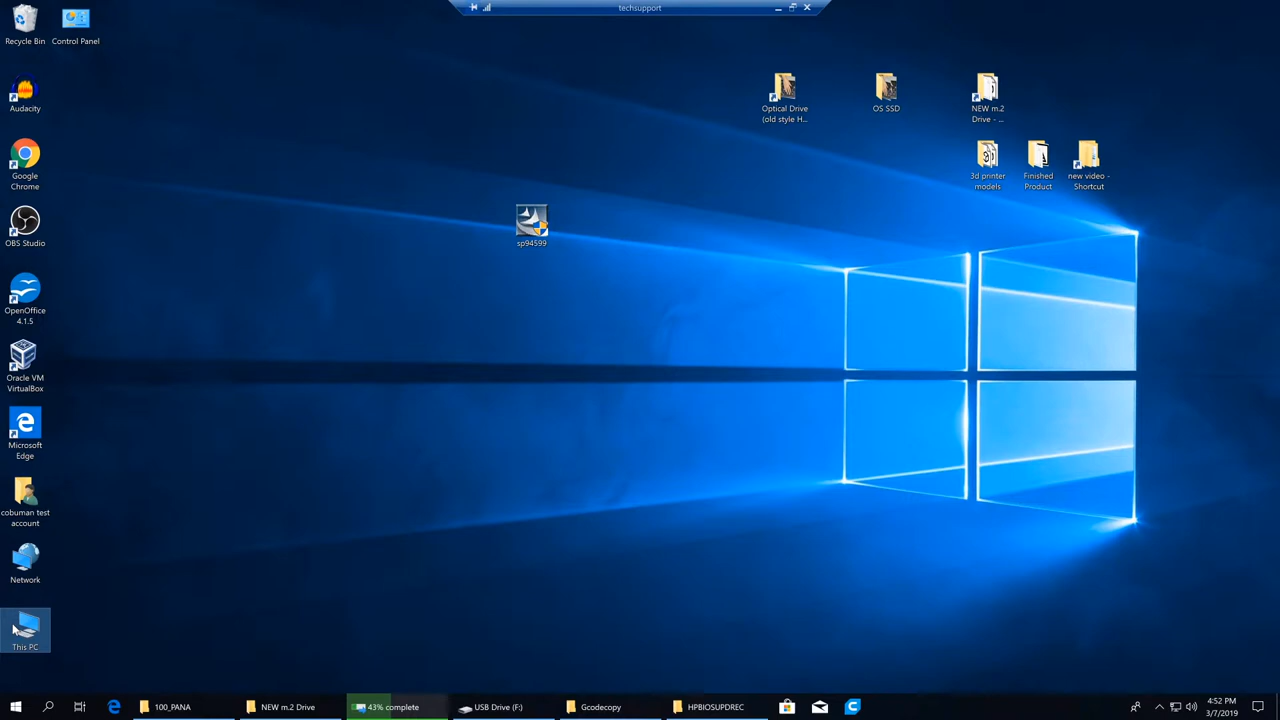 techsupport
Recycle Bin
Control Panel
Audacity
Optical Drive
(old style H...
OS SSD
NEW m.2
Drive - ...
Google
Chrome
3d printer
models
Finished
Product
new video -
Shortcut
OBS Studio
sp94599
OpenOffice
4.1.5
Oracle VM
VirtualBox
Microsoft
Edge
cobuman test
account
Network
This PC
100_PANA
NEW m.2 Drive
43% complete
USB Drive (F:)
Gcodecopy
HPBIOSUPDREC
4:52 PM
3/7/2019